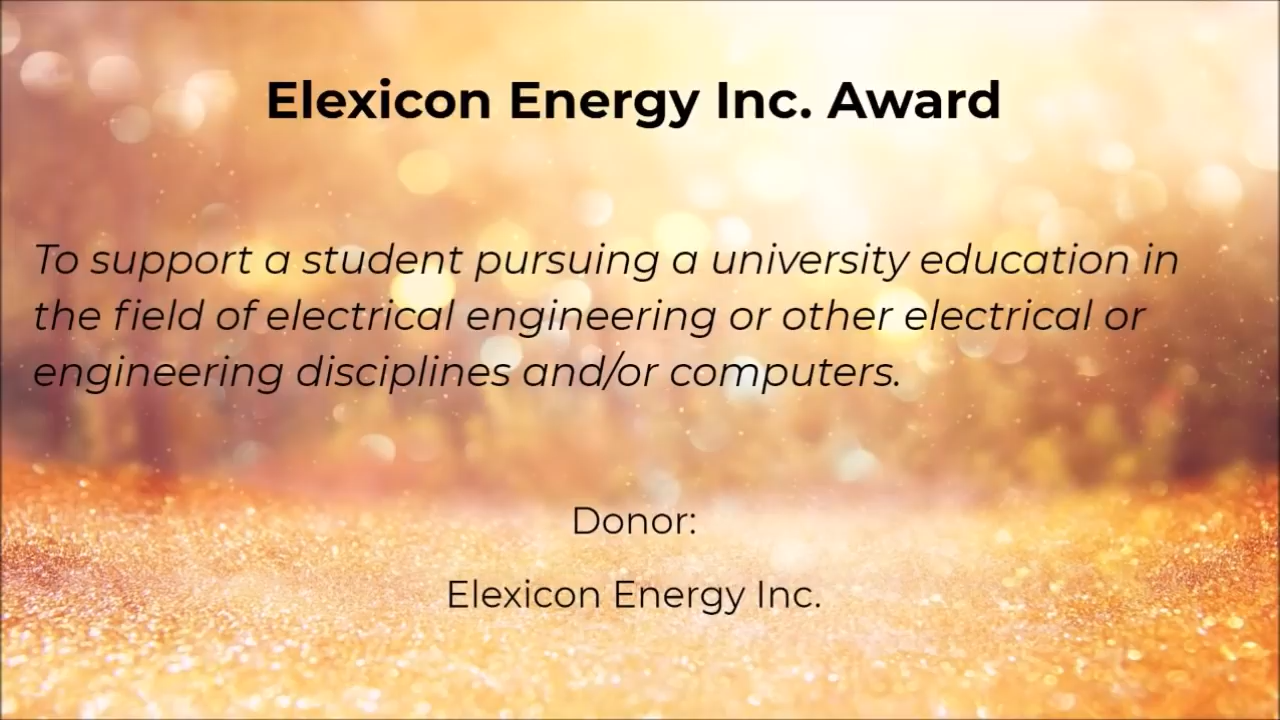 Elexicon Energy Inc. Award
To support a student pursuing a university education in
the field of electrical engineering or other electrical or
engineering disciplines and/or computers.
Donor:
Elexicon Energy Inc.